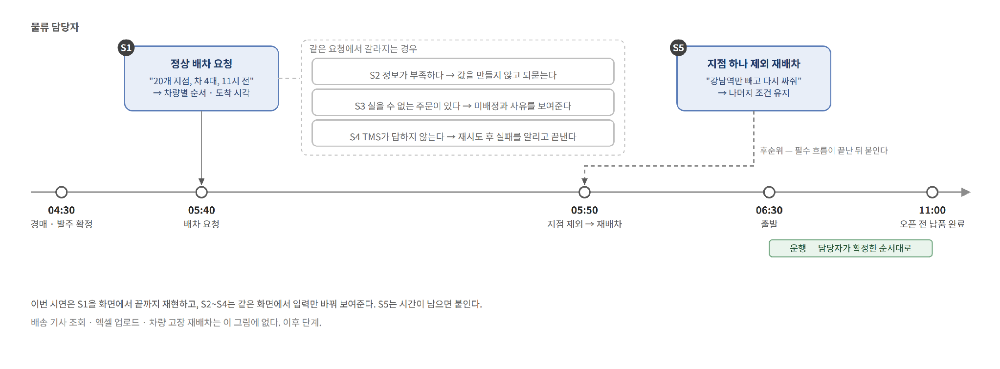 물류 담당자
S1
정상 배차 요청
"20개 지점, 차 4대, 11시 전"
→ 차량별 순서 · 도착 시각
같은 요청에서 갈라지는 경우
S2 정보가 부족하다 → 값을 만들지 않고 되묻는다
S3 실을 수 없는 주문이 있다 → 미배정과 사유를 보여준다
S4 TMS가 답하지 않는다 → 재시도 후 실패를 알리고 끝낸다
S5
지점 하나 제외 재배차
"강남역만 빼고 다시 짜줘"
→ 나머지 조건 유지
후순위 — 필수 흐름이 끝난 뒤 붙인다
04:30
경매 · 발주 확정
05:40
배차 요청
05:50
지점 제외 → 재배차
06:30
출발
11:00
오픈 전 납품 완료
운행 — 담당자가 확정한 순서대로
이번 시연은 S1을 화면에서 끝까지 재현하고, S2~S4는 같은 화면에서 입력만 바꿔 보여준다. S5는 시간이 남으면 붙인다.
배송 기사 조회 · 엑셀 업로드 · 차량 고장 재배차는 이 그림에 없다. 이후 단계.